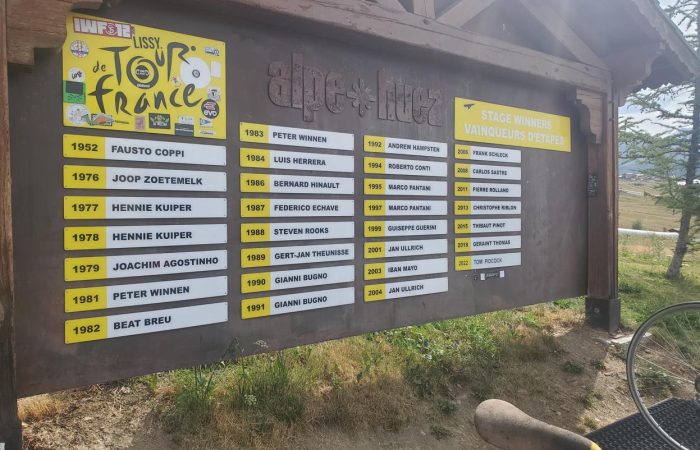 LISSY
TOUR
de
france
evo
alpe huez
STAGE WINNERS
VAINQUEURS D'ETAPES
1952 FAUSTO COPPI
1976 JOOP ZOETEMELK
1977 HENNIE KUIPER
1978 HENNIE KUIPER
1979 JOACHIM AGOSTINHO
1981 PETER WINNEN
1982 BEAT BREU
1983 PETER WINNEN
1984 LUIS HERRERA
1986 BERNARD HINAULT
1987 FEDERICO ECHAVE
1988 STEVEN ROOKS
1989 GERT-JAN THEUNISSE
1990 GIANNI BUGNO
1991 GIANNI BUGNO
1992 ANDREW HAMPSTEN
1994 ROBERTO CONTI
1995 MARCO PANTANI
1997 MARCO PANTANI
1999 GUISEPPE GUERINI
2001 JAN ULLRICH
2003 IBAN MAYO
2004 JAN ULLRICH
2006 FRANK SCHLECK
2008 CARLOS SASTRE
2011 PIERRE ROLLAND
2013 CHRISTOPHE RIBLON
2015 THIBAUT PINOT
2018 GERAINT THOMAS
2022 TOM PIDCOCK